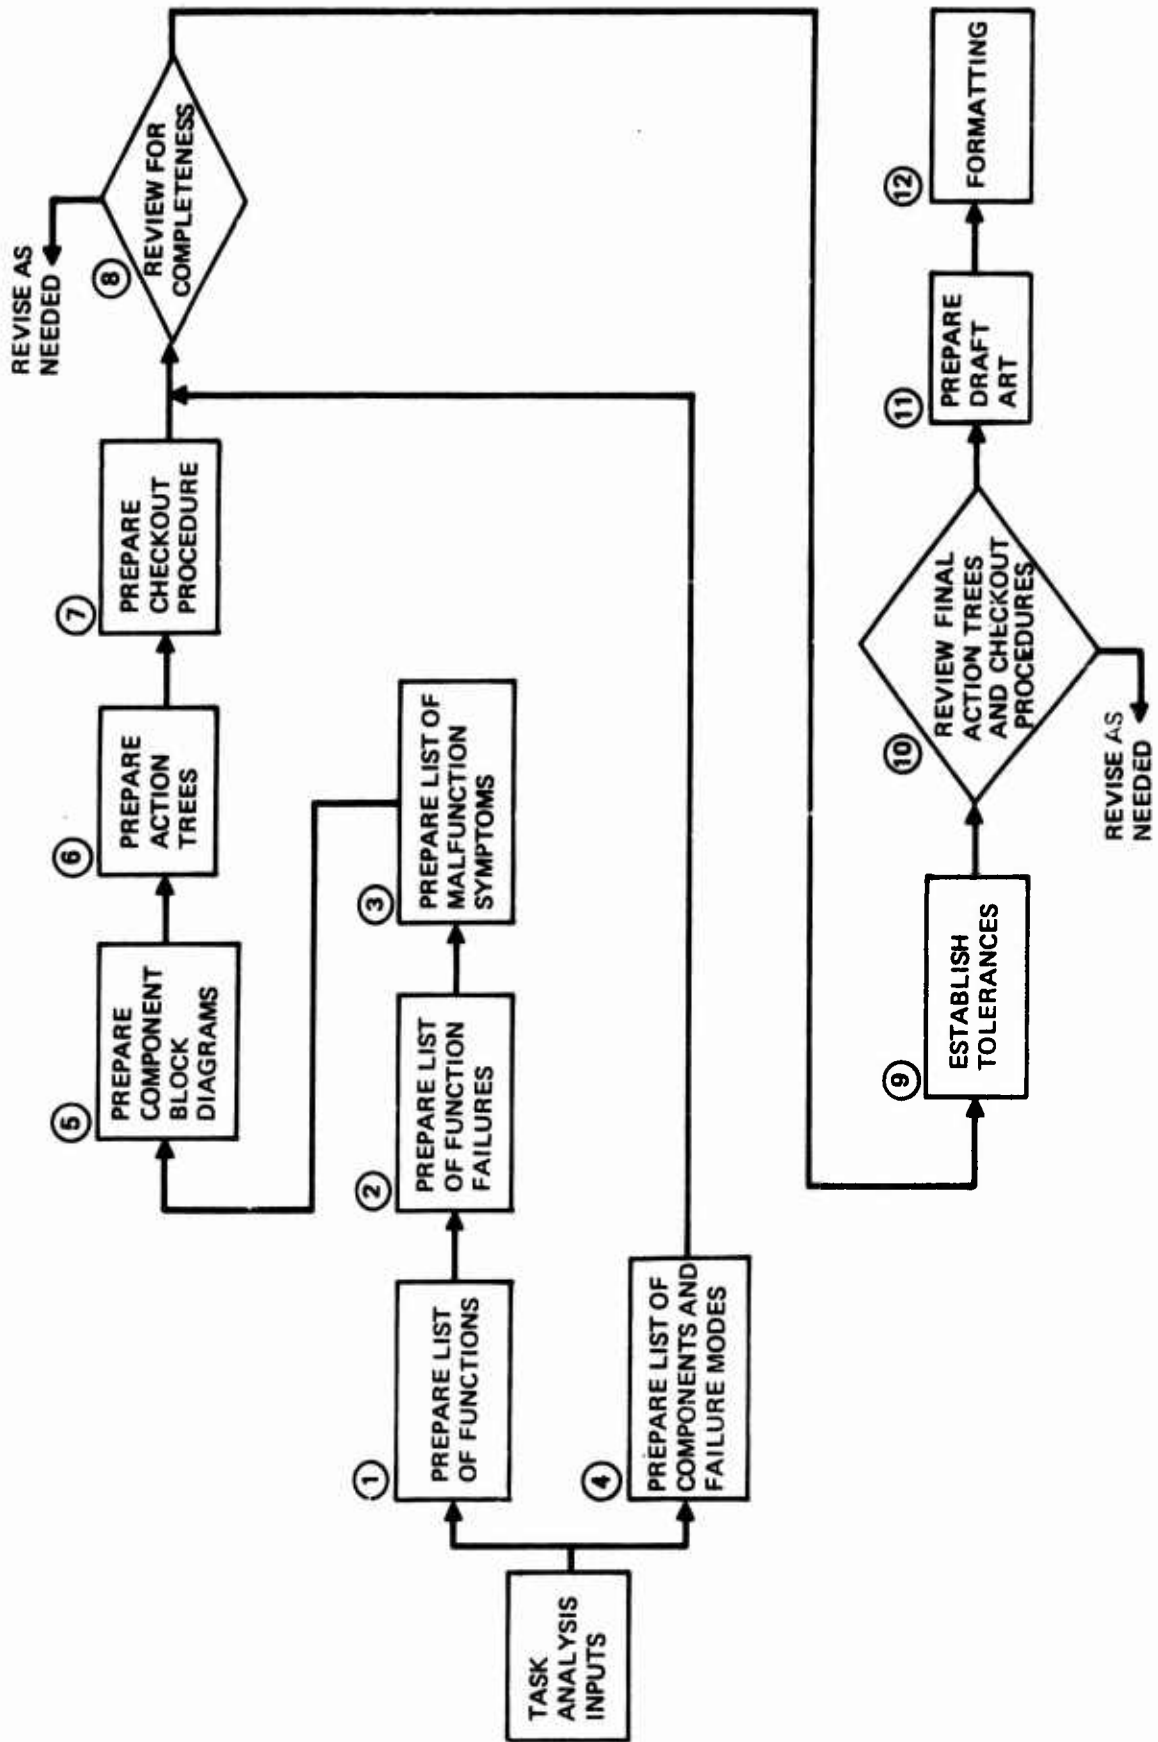 TASK
ANALYSIS
INPUTS
1
PREPARE LIST
OF FUNCTIONS
2
PREPARE LIST
OF FUNCTION
FAILURES
3
PREPARE LIST OF
MALFUNCTION
SYMPTOMS
4
PREPARE LIST OF
COMPONENTS AND
FAILURE MODES
5
PREPARE
COMPONENT
BLOCK
DIAGRAMS
6
PREPARE
ACTION
TREES
7
PREPARE
CHECKOUT
PROCEDURE
8
REVIEW FOR
COMPLETENESS
REVISE AS
NEEDED
9
ESTABLISH
TOLERANCES
10
REVIEW FINAL
ACTION TREES
AND CHECKOUT
PROCEDURES
REVISE AS
NEEDED
11
PREPARE
DRAFT
ART
12
FORMATTING